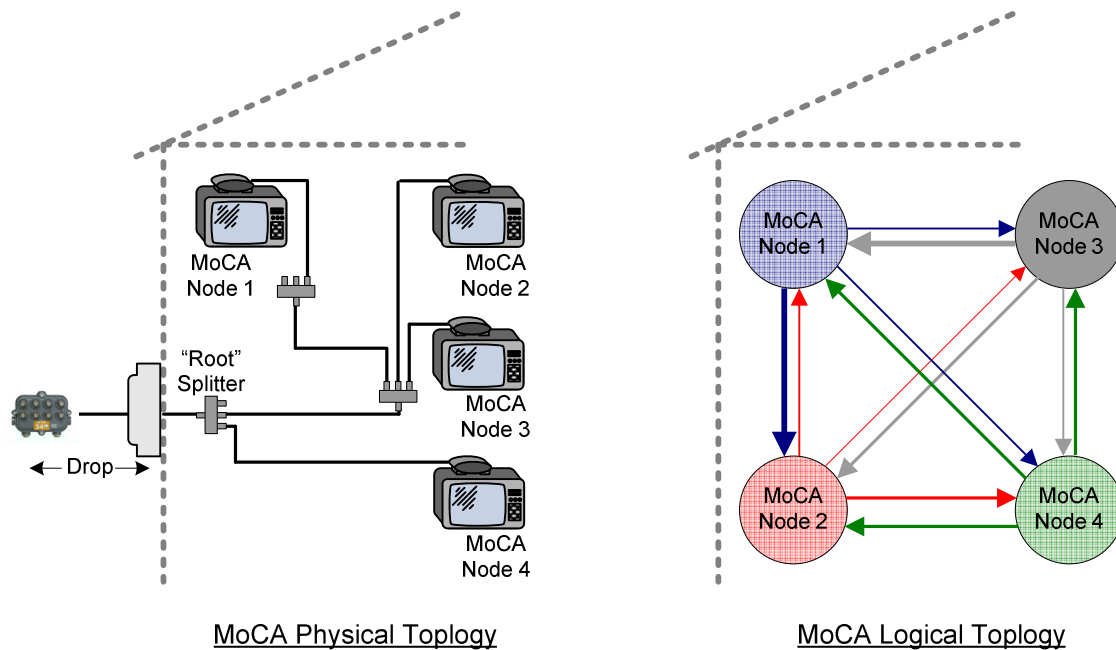 MoCA
Node 1
MoCA
Node 2
"Root"
Splitter
MoCA
Node 3
Drop
MoCA
Node 4
MoCA Physical Toplogy
MoCA
Node 1
MoCA
Node 3
MoCA
Node 2
MoCA
Node 4
MoCA Logical Toplogy